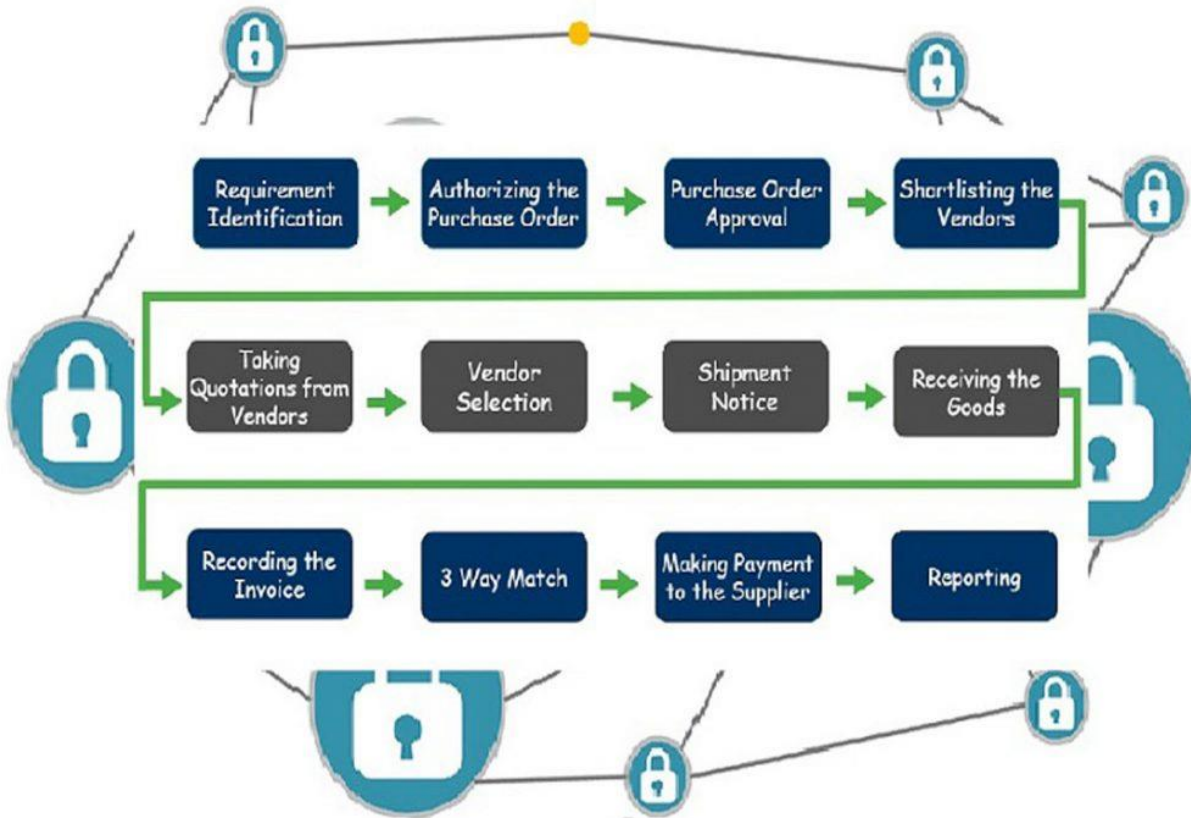 Requirement
Identification
Authorizing the
Purchase Order
Purchase Order
Approval
Shortlisting the
Vendors
Taking
Quotations from
Vendors
Vendor
Selection
Shipment
Notice
Receiving the
Goods
Recording the
Invoice
3 Way Match
Making Payment
to the Supplier
Reporting